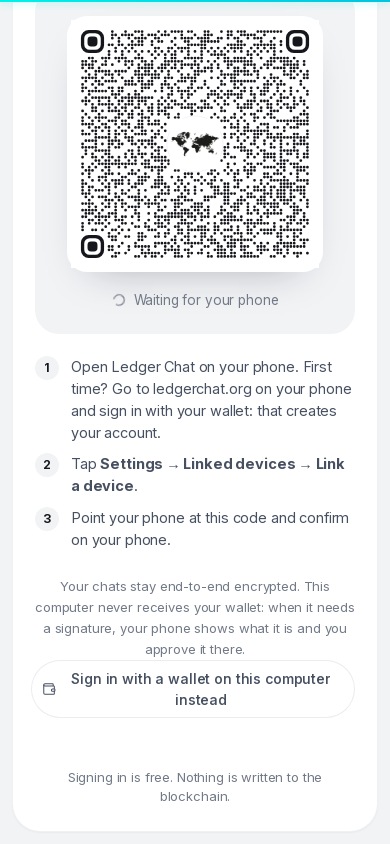 Waiting for your phone
1 Open Ledger Chat on your phone. First
time? Go to ledgerchat.org on your phone
and sign in with your wallet: that creates
your account.
2 Tap Settings → Linked devices → Link
a device.
3 Point your phone at this code and confirm
on your phone.
Your chats stay end-to-end encrypted. This
computer never receives your wallet: when it needs
a signature, your phone shows what it is and you
approve it there.
Sign in with a wallet on this computer
instead
Signing in is free. Nothing is written to the
blockchain.